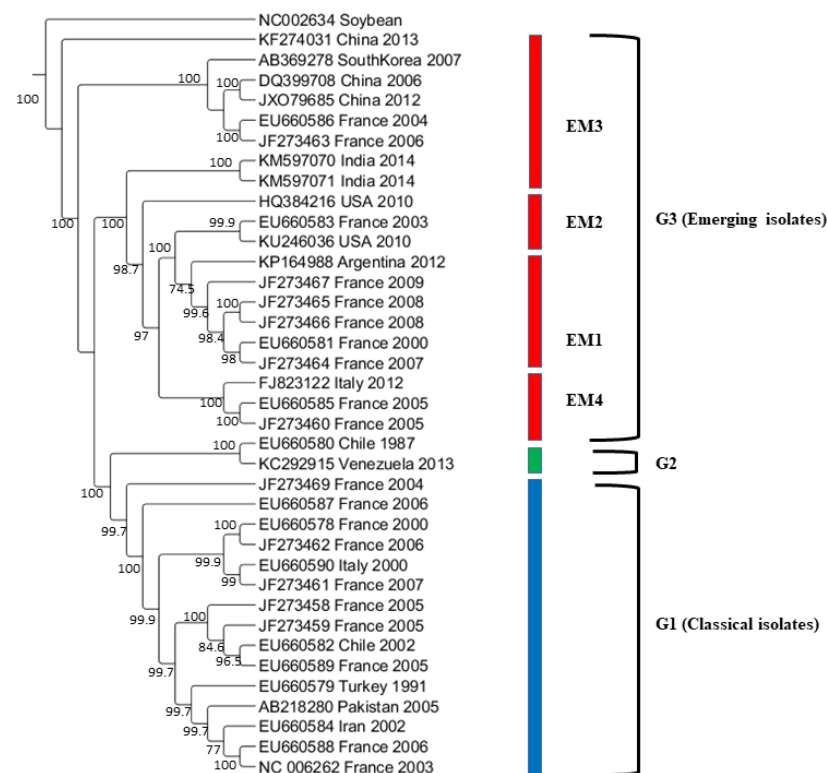 NC002634 Soybean
KF274031 China 2013
AB369278 SouthKorea 2007
100
DQ399708 China 2006
100
JXO79685 China 2012
100
EU660586 France 2004
JF273463 France 2006
100
KM597070 India 2014
100
KM597071 India 2014
EM3
HQ384216 USA 2010
EU660583 France 2003
99.9
KU246036 USA 2010
EM2
G3 (Emerging isolates)
100
100
100
KP164988 Argentina 2012
98.7
JF273467 France 2009
74.5
JF273465 France 2008
100
JF273466 France 2008
99.6
EU660581 France 2000
98.4
97
JF273464 France 2007
98
EM1
FJ823122 Italy 2012
EU660585 France 2005
100
JF273460 France 2005
100
EM4
EU660580 Chile 1987
100
KC292915 Venezuela 2013
G2
JF273469 France 2004
100
EU660587 France 2006
EU660578 France 2000
100
99.7
JF273462 France 2006
EU660590 Italy 2000
99.9
100
JF273461 France 2007
99
JF273458 France 2005
JF273459 France 2005
100
99.9
EU660582 Chile 2002
84.6
EU660589 France 2005
96.5
99.7
G1 (Classical isolates)
EU660579 Turkey 1991
AB218280 Pakistan 2005
99.7
EU660584 Iran 2002
99.7
EU660588 France 2006
77
NC 006262 France 2003
100